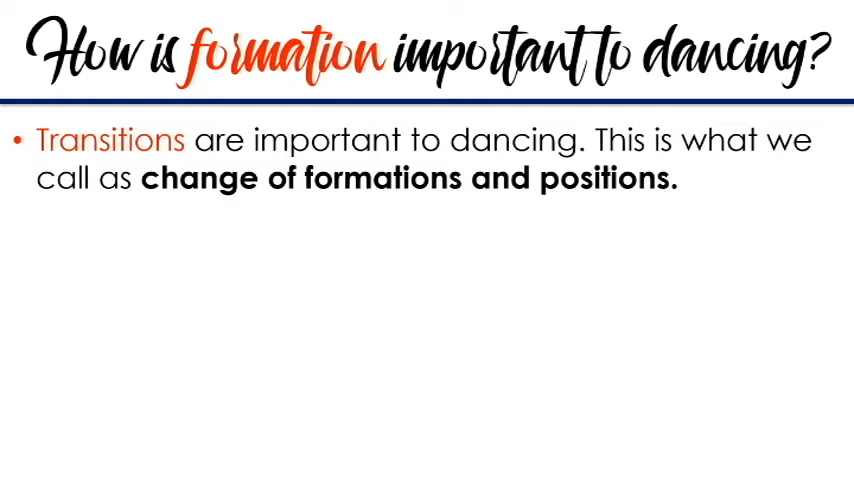 How is formation important to dancing?
• Transitions are important to dancing. This is what we
call as change of formations and positions.